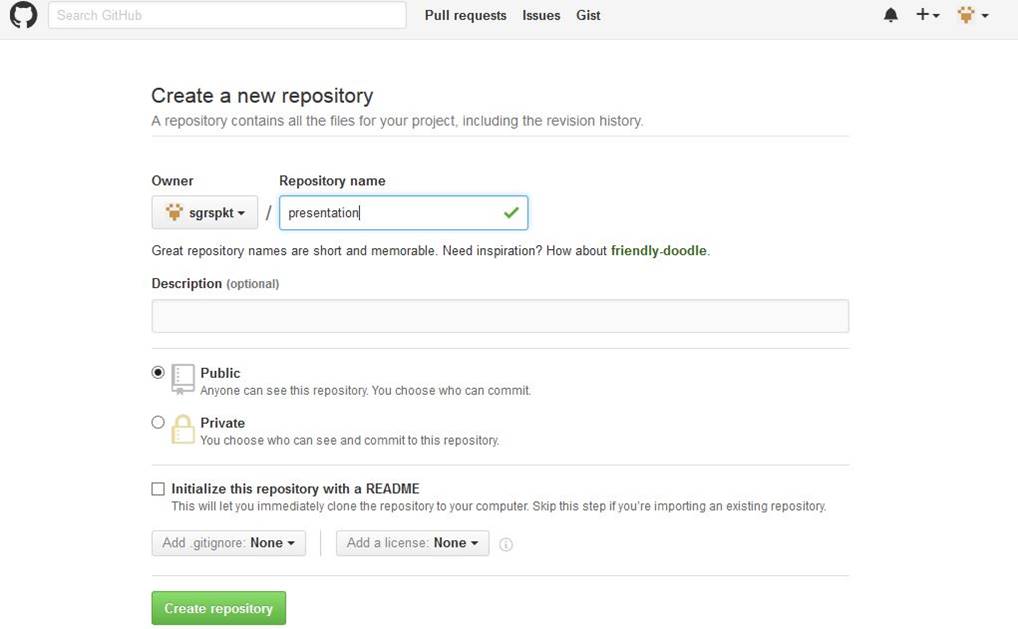 Search GitHub Pull requests Issues Gist
Create a new repository
A repository contains all the files for your project, including the revision history.
Owner Repository name
sgrspkt / presentation
Great repository names are short and memorable. Need inspiration? How about friendly-doodle.
Description (optional)
Public
Anyone can see this repository. You choose who can commit.
Private
You choose who can see and commit to this repository.
Initialize this repository with a README
This will let you immediately clone the repository to your computer. Skip this step if you're importing an existing repository.
Add .gitignore: None Add a license: None
Create repository